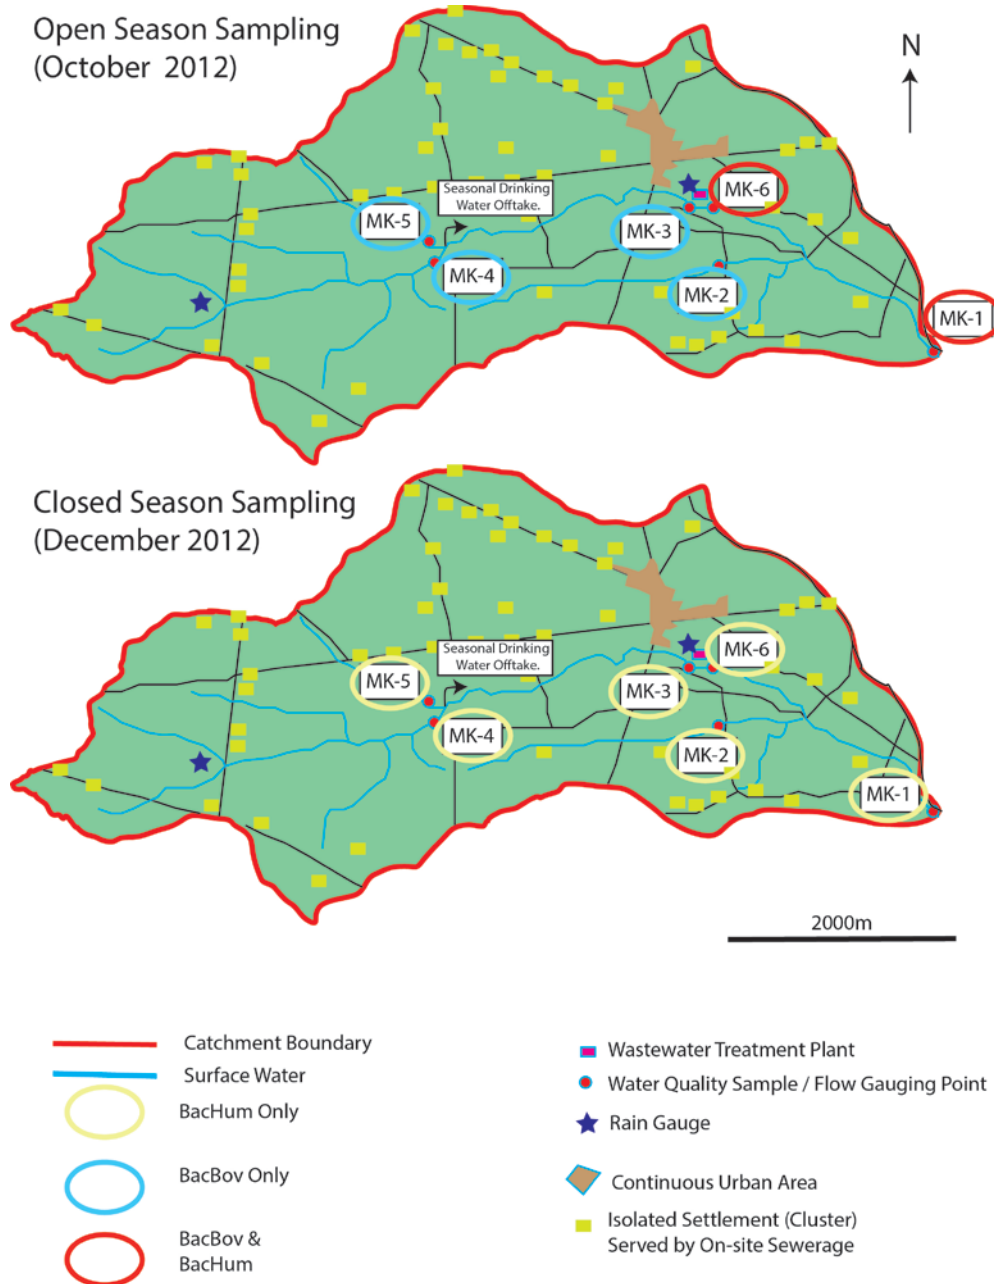 Open Season Sampling
(October 2012)
N
MK-6
Seasonal Drinking
Water Offtake.
MK-5
MK-3
MK-4
MK-2
MK-1
Closed Season Sampling
(December 2012)
MK-6
Seasonal Drinking
Water Offtake.
MK-5
MK-3
MK-4
MK-2
MK-1
2000m
Catchment Boundary
Surface Water
BacHum Only
BacBov Only
BacBov &
BacHum
Wastewater Treatment Plant
Water Quality Sample / Flow Gauging Point
Rain Gauge
Continuous Urban Area
Isolated Settlement (Cluster)
Served by On-site Sewerage